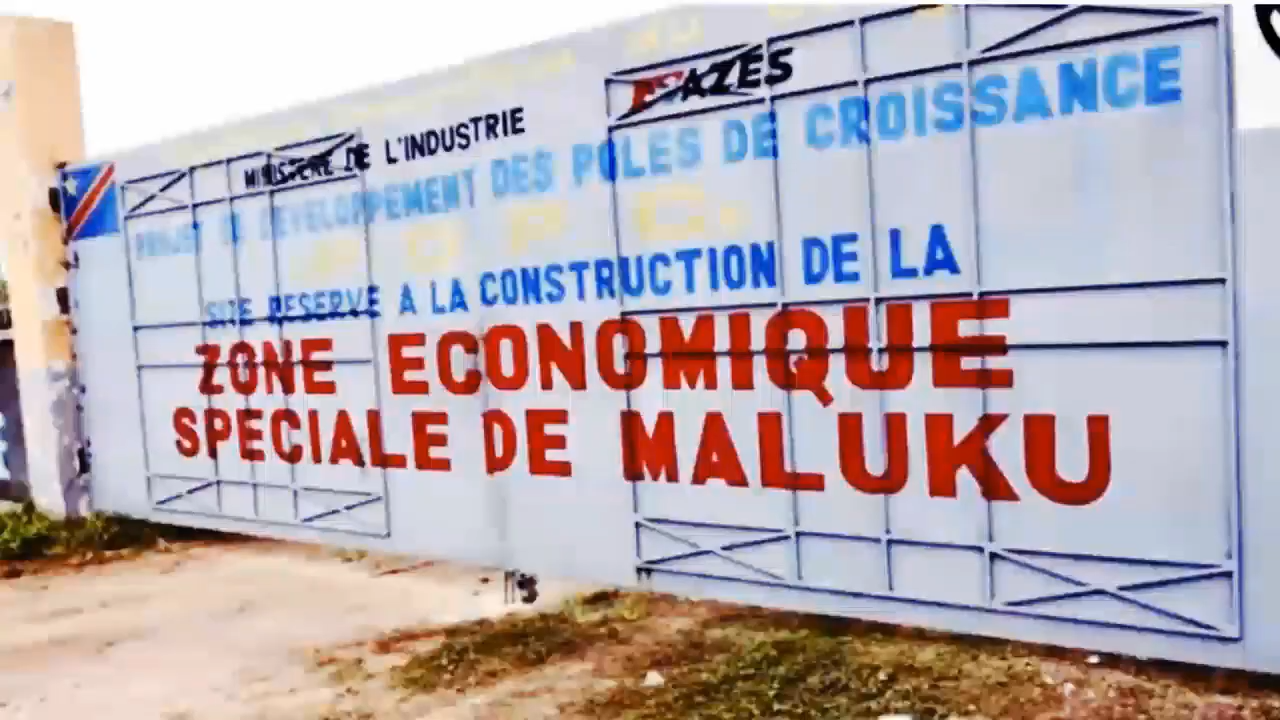 AZES
MINISTERE DE L'INDUSTRIE
PROJET DE DEVELOPPEMENT DES POLES DE CROISSANCE
SITE RESERVE A LA CONSTRUCTION DE LA
ZONE ECONOMIQUE
SPECIALE DE MALUKU